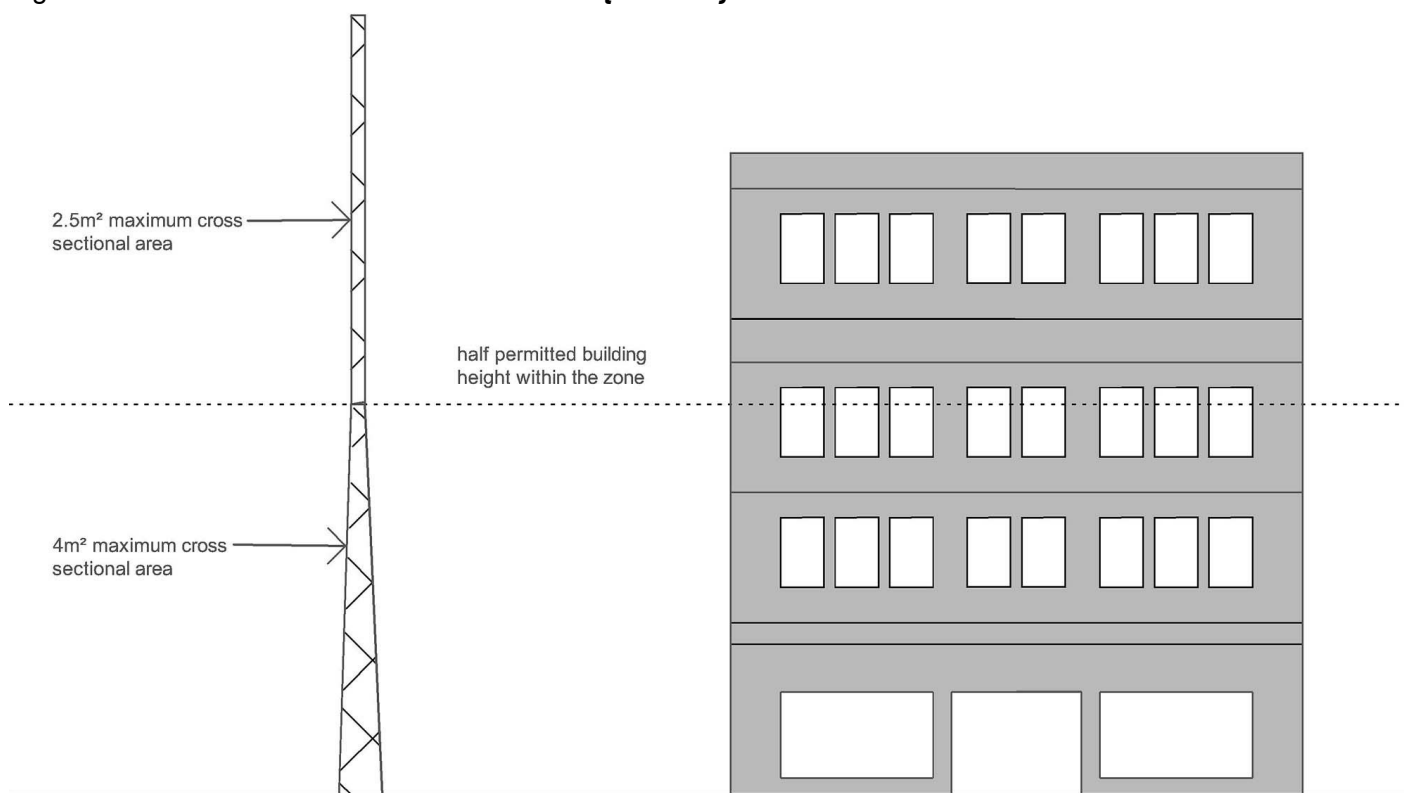 2.5m² maximum cross
sectional area
half permitted building
height within the zone
4m² maximum cross
sectional area